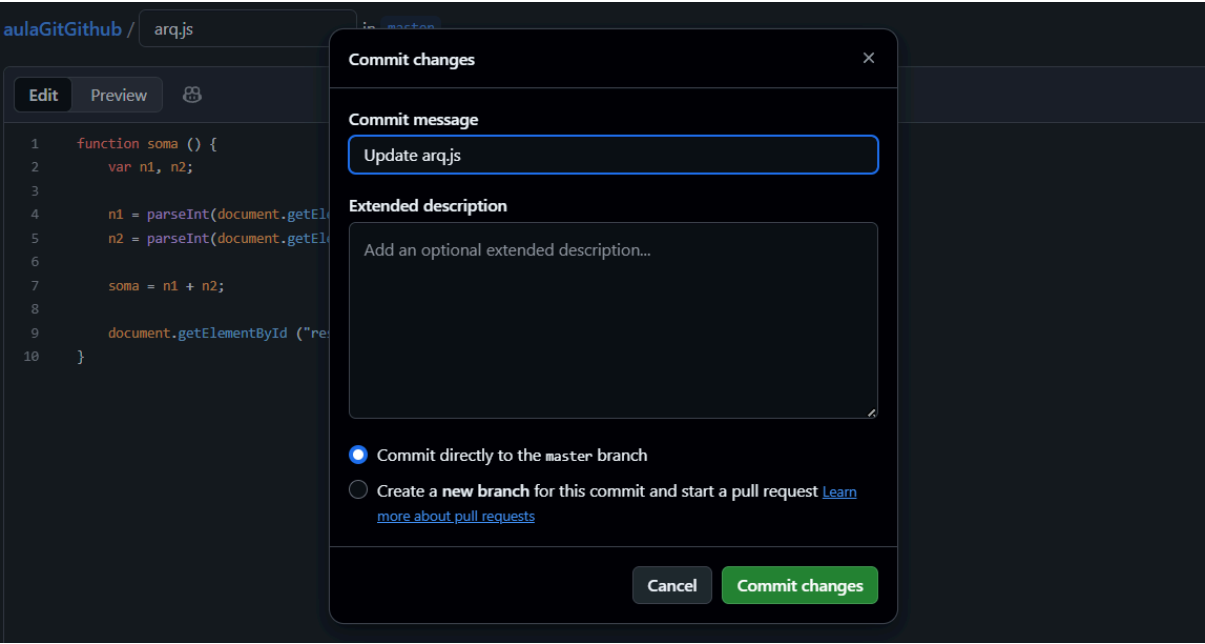 aulaGitGithub / arq.js in master
Commit changes
Edit Preview
Commit message
Update arq.js
Extended description
Add an optional extended description...
1 function soma () {
2 var n1, n2;
3
4 n1 = parseInt(document.getEl
5 n2 = parseInt(document.getEl
6
7 soma = n1 + n2;
8
9 document.getElementById ("re
10 }
Commit directly to the master branch
Create a new branch for this commit and start a pull request Learn
more about pull requests
Cancel Commit changes